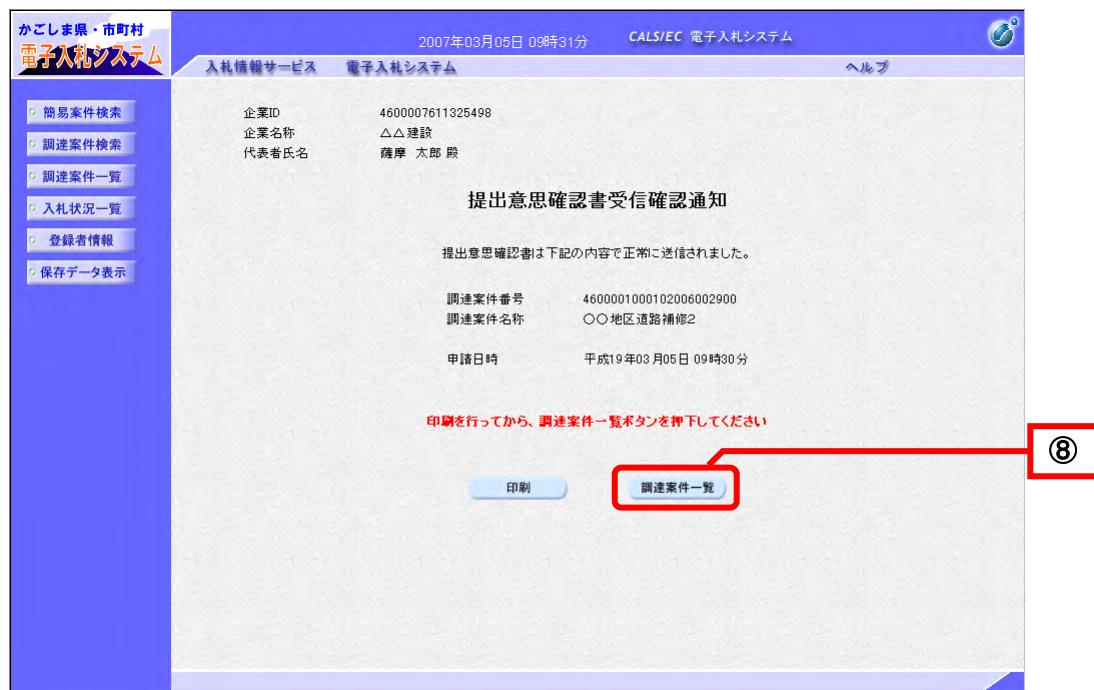 かごしま県・市町村
電子入札システム
2007年03月05日 09時31分
CALS/EC 電子入札システム
入札情報サービス
電子入札システム
ヘルプ
簡易案件検索
調達案件検索
調達案件一覧
入札状況一覧
登録者情報
保存データ表示
企業ID 4600007611325498
企業名称 △△建設
代表者氏名 薩摩 太郎 殿
提出意思確認書受信確認通知
提出意思確認書は下記の内容で正常に送信されました。
調達案件番号 4600001000102006002900
調達案件名称 〇〇地区道路補修2
申請日時 平成19年03月05日 09時30分
印刷を行ってから、調達案件一覧ボタンを押下してください
⑧
印刷 調達案件一覧